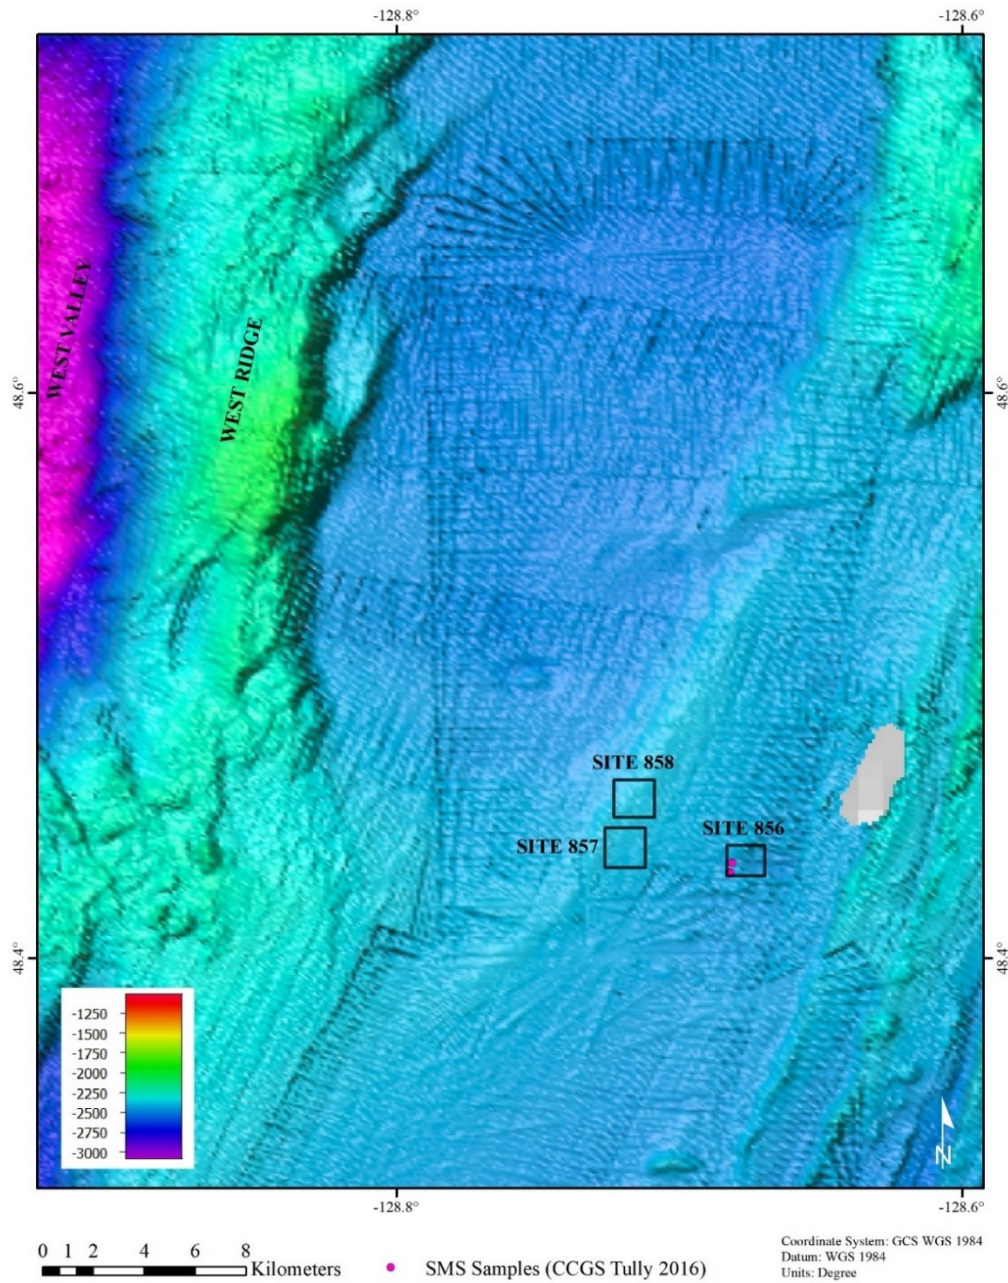 -128.8°
-128.6°
WEST VALLEY
WEST RIDGE
48.6°
48.6°
SITE 858
SITE 857
SITE 856
48.4°
48.4°
-1250
-1500
-1750
-2000
-2250
-2500
-2750
-3000
N
-128.8°
-128.6°
0 1 2 4 6 8
Kilometers
SMS Samples (CCGS Tully 2016)
Coordinate System: GCS WGS 1984
Datum: WGS 1984
Units: Degree